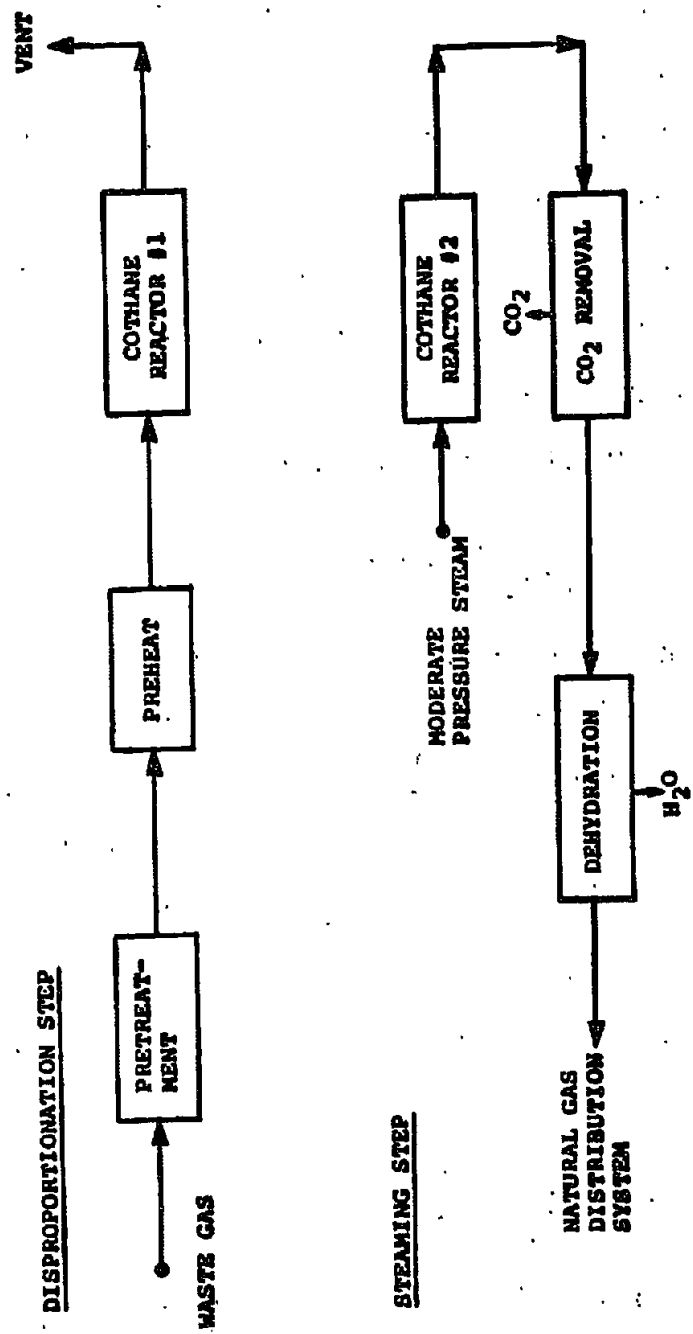 DISPROPORTIONATION STEP
WASTE GAS
PRETREAT-
MENT
PREHEAT
COTHANE
REACTOR #1
VENT
STEAMING STEP
MODERATE
PRESSURE STEAM
COTHANE
REACTOR #2
CO₂
CO₂ REMOVAL
DEHYDRATION
H₂O
NATURAL GAS
DISTRIBUTION
SYSTEM